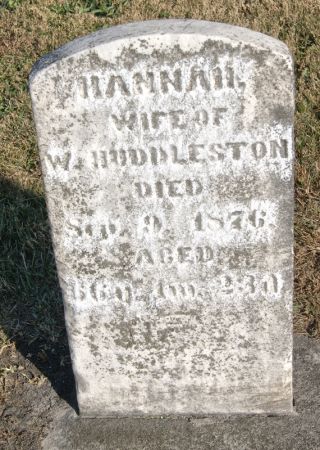 HANNAH,
WIFE OF
W. HUDDLESTON
DIED
Sep. 9, 1876.
AGED